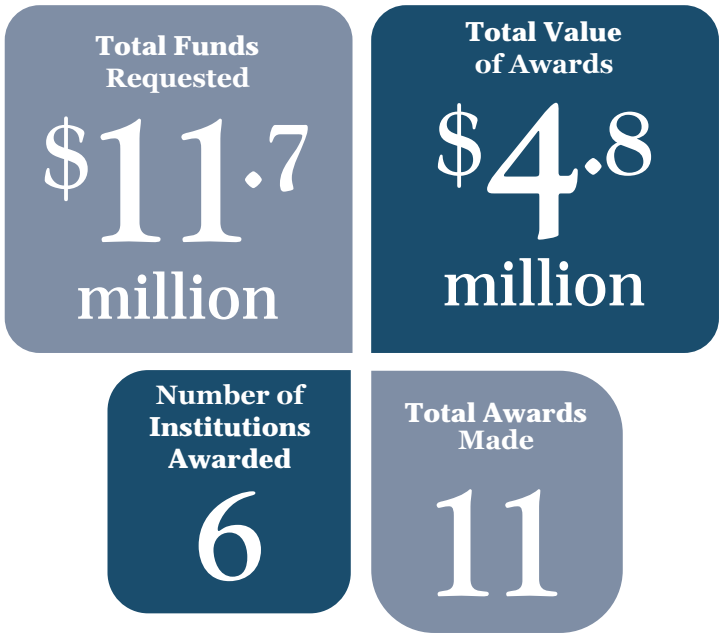 Total Funds
Requested
$11.7
million
Total Value
of Awards
$4.8
million
Number of
Institutions
Awarded
6
Total Awards
Made
11